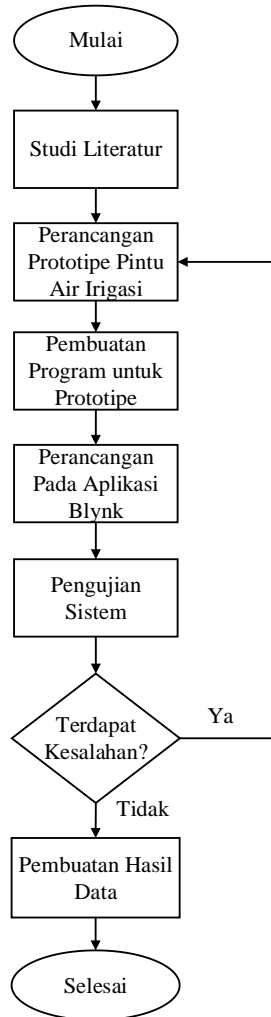 Mulai
Studi Literatur
Perancangan
Prototipe Pintu
Air Irigasi
Pembuatan
Program untuk
Prototipe
Perancangan
Pada Aplikasi
Blynk
Pengujian
Sistem
Terdapat
Kesalahan?
Ya
Tidak
Pembuatan Hasil
Data
Selesai